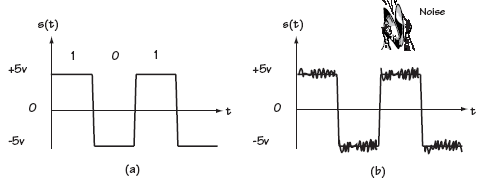 s(t)
1 0 1
+5v
0
t
-5v
(a)
Noise
s(t)
+5v
0
t
-5v
(b)